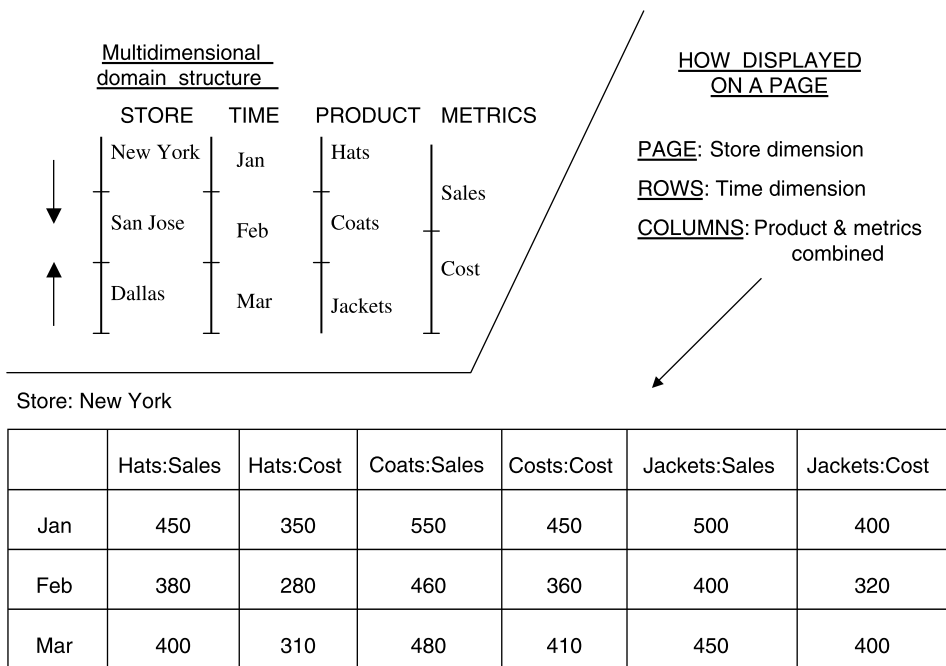 Multidimensional
domain structure
STORE TIME PRODUCT METRICS
New York Jan Hats
Sales
San Jose Feb Coats
Cost
Dallas Mar Jackets
HOW DISPLAYED
ON A PAGE
PAGE: Store dimension
ROWS: Time dimension
COLUMNS: Product & metrics
combined
Store: New York
Hats:Sales Hats:Cost Coats:Sales Costs:Cost Jackets:Sales Jackets:Cost
Jan 450 350 550 450 500 400
Feb 380 280 460 360 400 320
Mar 400 310 480 410 450 400